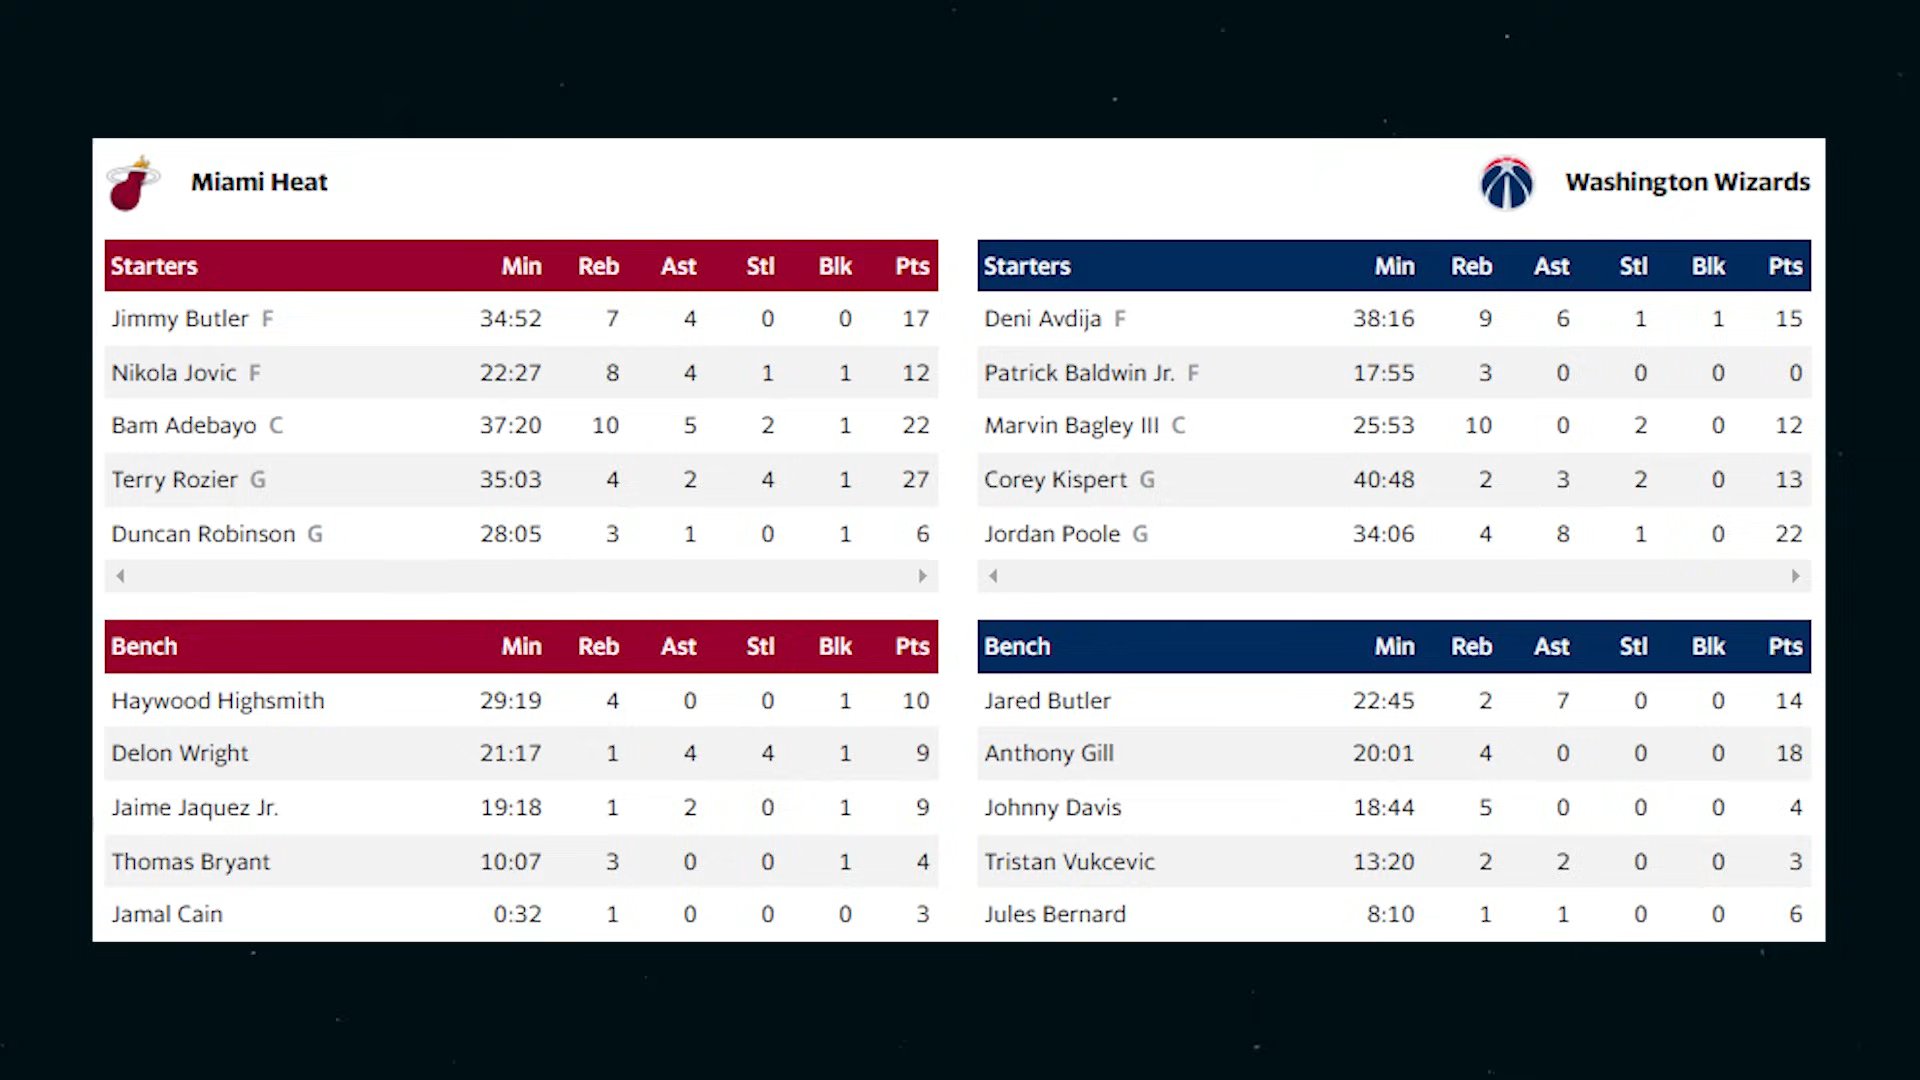 Miami Heat
Washington Wizards
Starters Min Reb Ast Stl Blk Pts
Jimmy Butler F 34:52 7 4 0 0 17
Nikola Jovic F 22:27 8 4 1 1 12
Bam Adebayo C 37:20 10 5 2 1 22
Terry Rozier G 35:03 4 2 4 1 27
Duncan Robinson G 28:05 3 1 0 1 6
Bench Min Reb Ast Stl Blk Pts
Haywood Highsmith 29:19 4 0 0 1 10
Delon Wright 21:17 1 4 4 1 9
Jaime Jaquez Jr. 19:18 1 2 0 1 9
Thomas Bryant 10:07 3 0 0 1 4
Jamal Cain 0:32 1 0 0 0 3
Starters Min Reb Ast Stl Blk Pts
Deni Avdija F 38:16 9 6 1 1 15
Patrick Baldwin Jr. F 17:55 3 0 0 0 0
Marvin Bagley III C 25:53 10 0 2 0 12
Corey Kispert G 40:48 2 3 2 0 13
Jordan Poole G 34:06 4 8 1 0 22
Bench Min Reb Ast Stl Blk Pts
Jared Butler 22:45 2 7 0 0 14
Anthony Gill 20:01 4 0 0 0 18
Johnny Davis 18:44 5 0 0 0 4
Tristan Vukcevic 13:20 2 2 0 0 3
Jules Bernard 8:10 1 1 0 0 6